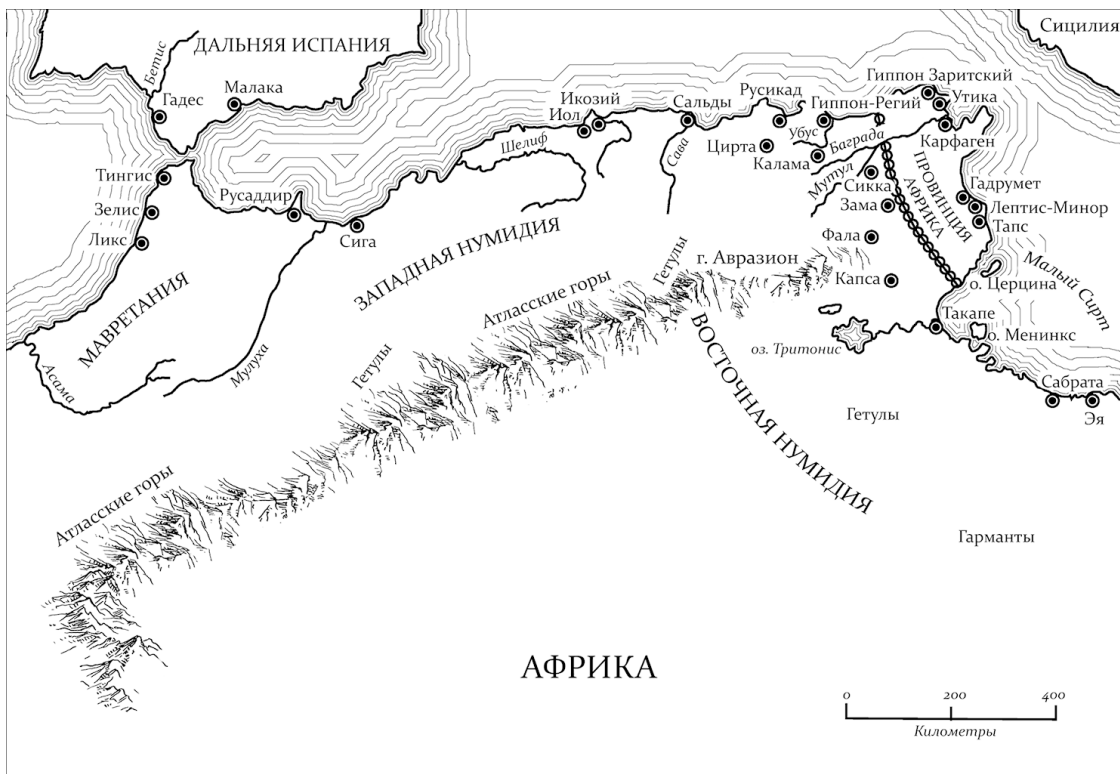 Сицилия
ДАЛЬНЯЯ ИСПАНИЯ
Бетис
Гадес
Малака
Гиппон Заритский
Утика
Русикад
Гиппон-Регий
Икозий
Иол
Сальды
Карфаген
Убус
Баграда
Шелиф
Сава
Цирта
Калама
Мутул
Сикка
Зама
ПРОВИНЦИЯ
АФРИКА
Гадрумет
Лептис-Минор
Тапс
Тингис
Русаддир
Зелис
Ликс
Сига
Фала
Капса
ЗАПАДНАЯ НУМИДИЯ
Гетулы
г. Авразион
о. Церцина
Малый Сирт
МАВРЕТАНИЯ
Атласские горы
Такапе
о. Менинкс
оз. Тритонис
Асама
Мулуха
Гетулы
ВОСТОЧНАЯ НУМИДИЯ
Сабрата
Эя
Гетулы
Атласские горы
Гарманты
АФРИКА
0 200 400
Километры